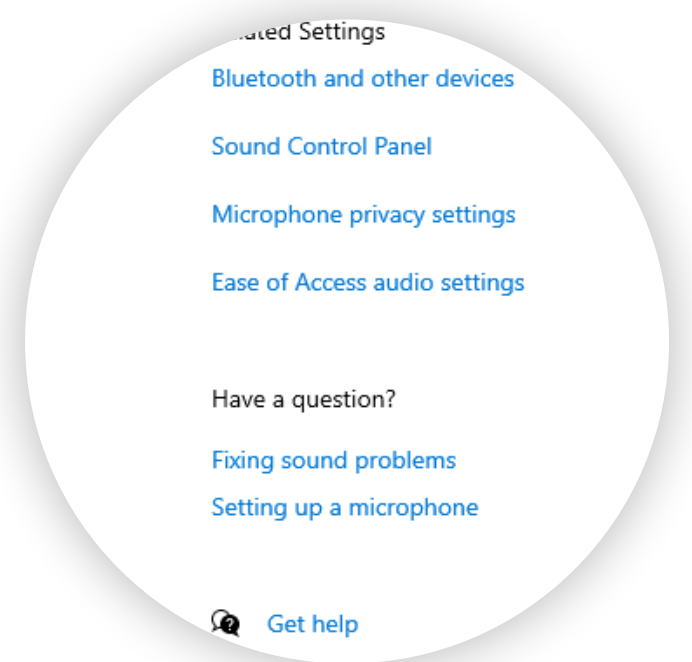 Settings
Bluetooth and other devices
Sound Control Panel
Microphone privacy settings
Ease of Access audio settings
Have a question?
Fixing sound problems
Setting up a microphone
Get help